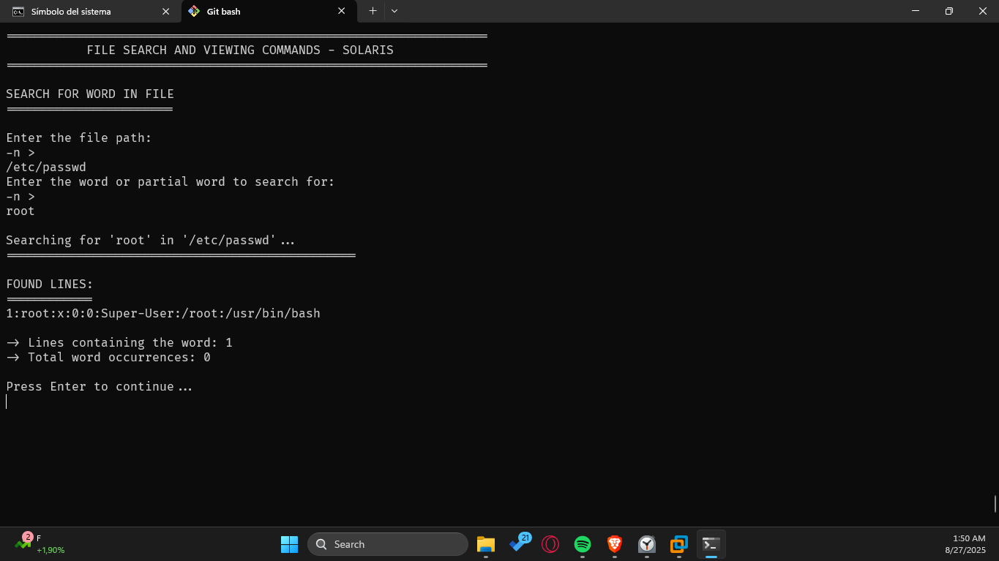 Símbolo del sistema
Git bash
FILE SEARCH AND VIEWING COMMANDS - SOLARIS
SEARCH FOR WORD IN FILE
Enter the file path:
-n >
/etc/passwd
Enter the word or partial word to search for:
-n >
root
Searching for 'root' in '/etc/passwd'...
FOUND LINES:
1:root:x:0:0:Super-User:/root:/usr/bin/bash
-> Lines containing the word: 1
-> Total word occurrences: 0
Press Enter to continue...
2
F
+1,90%
Search
21
1:50 AM
8/27/2025